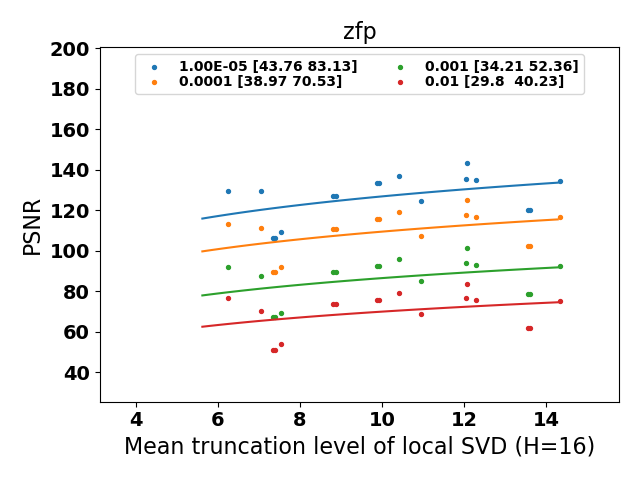 zfp
1.00E-05 [43.76 83.13]
0.0001 [38.97 70.53]
0.001 [34.21 52.36]
0.01 [29.8  40.23]
PSNR
200
180
160
140
120
100
80
60
40
4 6 8 10 12 14
Mean truncation level of local SVD (H=16)